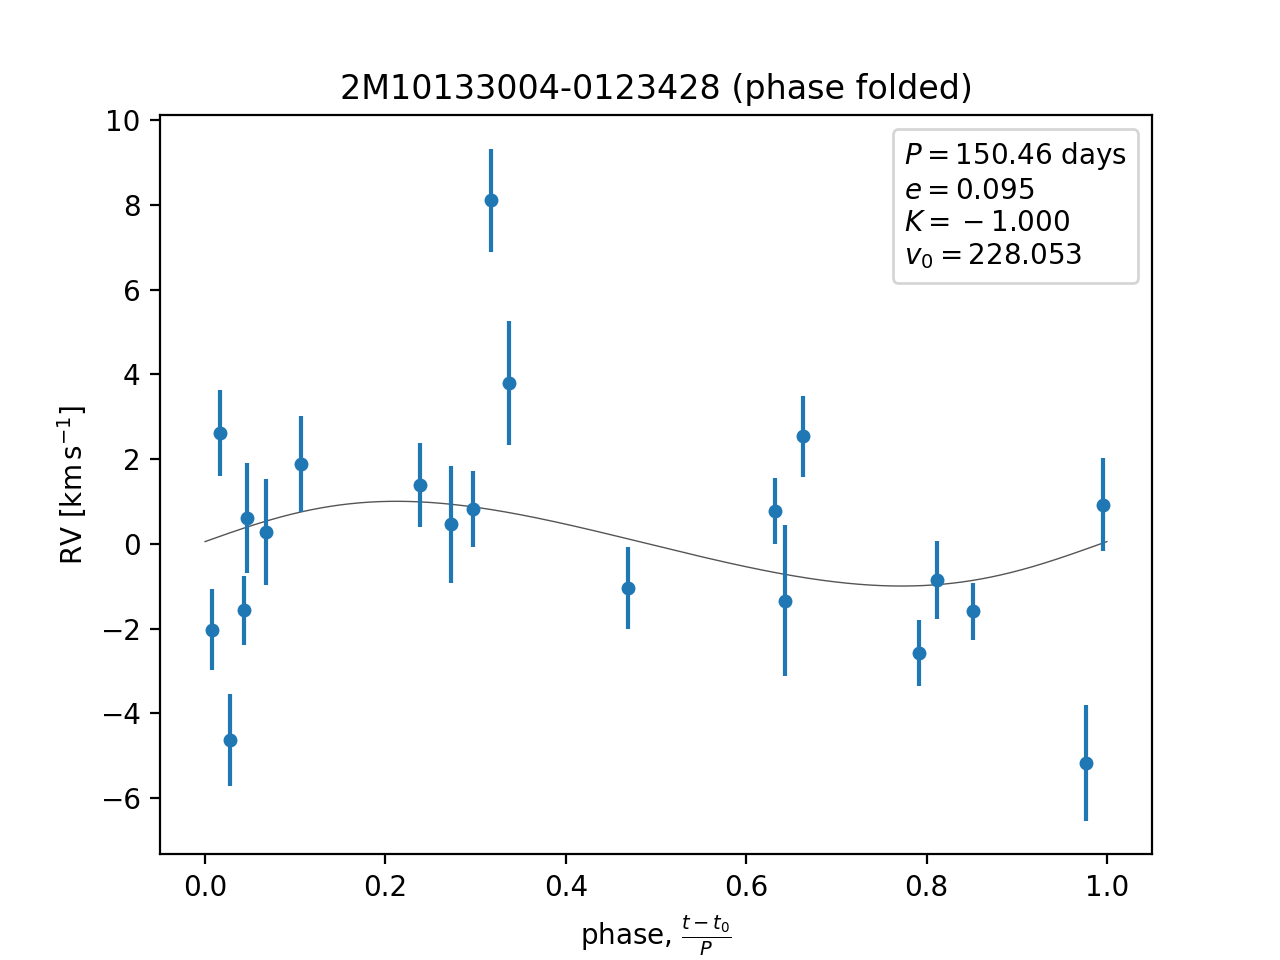 2M10133004-0123428 (phase folded)
P = 150.46 days
e = 0.095
K = −1.000
v₀ = 228.053
RV [km s⁻¹]
10
8
6
4
2
0
−2
−4
−6
0.0 0.2 0.4 0.6 0.8 1.0
phase, (t − t₀)/P